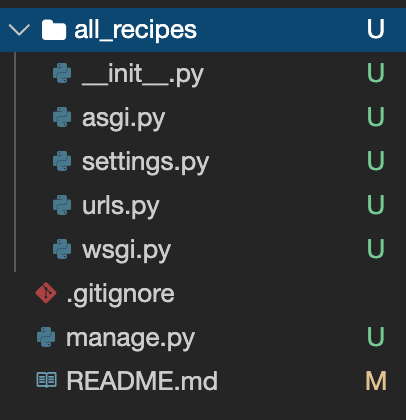 all_recipes U
__init__.py U
asgi.py U
settings.py U
urls.py U
wsgi.py U
.gitignore
manage.py U
README.md M